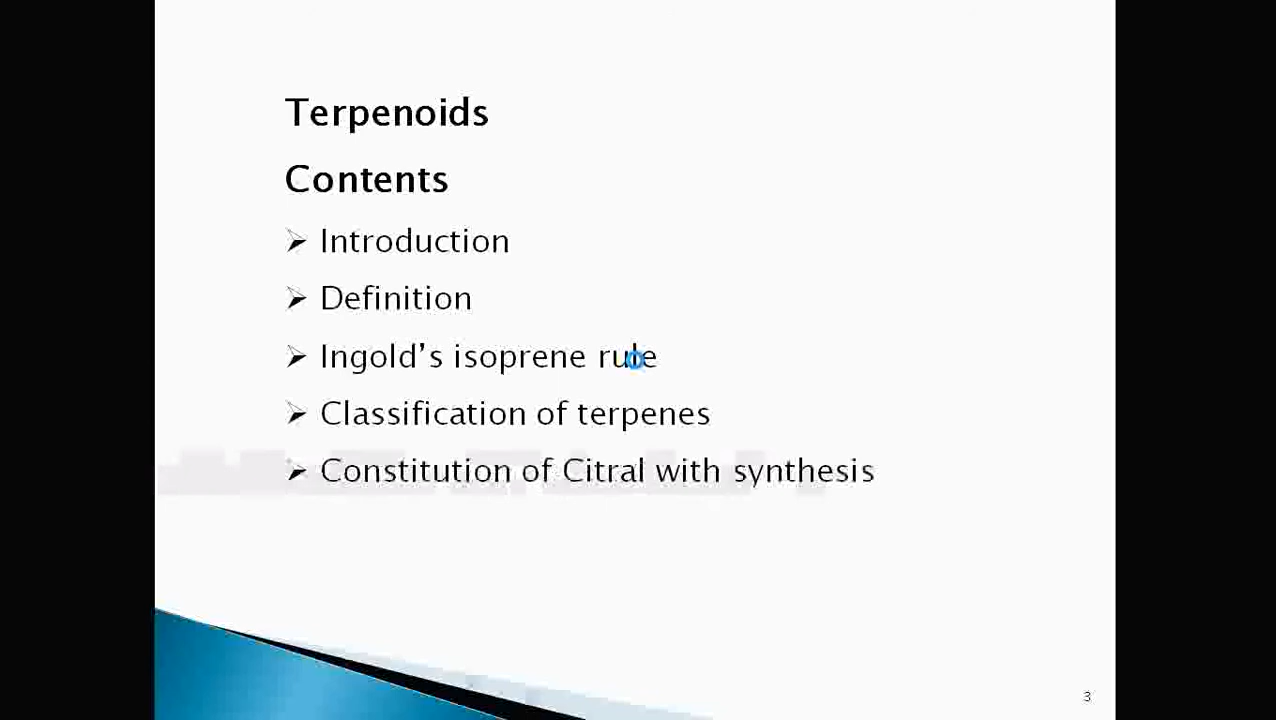 Terpenoids
Contents
➢ Introduction
➢ Definition
➢ Ingold’s isoprene rule
➢ Classification of terpenes
➢ Constitution of Citral with synthesis
3